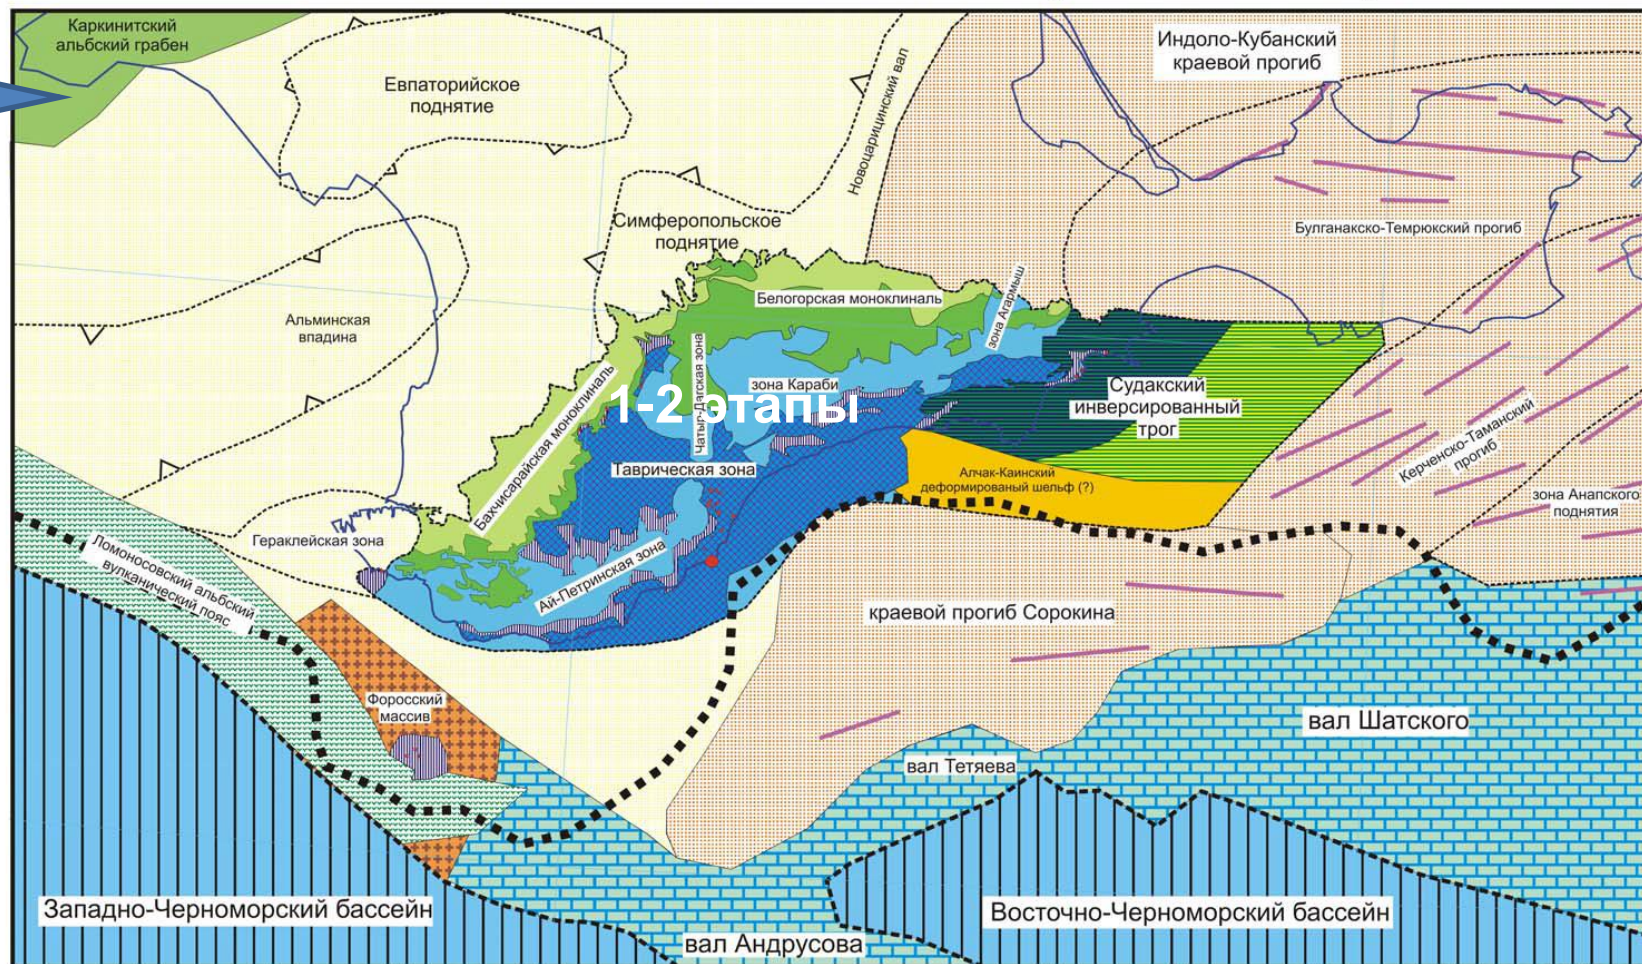 Каркинитский
альбский грабен
Евпаторийское
поднятие
Новоцарицинский вал
Индоло-Кубанский
краевой прогиб
Симферопольское
поднятие
Булганакско-Темрюкский прогиб
Альминская
впадина
Белогорская моноклиналь
зона Агармыш
Бахчисарайская моноклиналь
Чатыр-Дагская зона
зона Караби
1-2 этапы
Судакский
инверсированный
трог
Таврическая зона
Алчак-Каинский
деформированый шельф (?)
Керченско-Таманский
прогиб
зона Анапского
поднятия
Гераклейская зона
Ломоносовский альбский
вулканический пояс
Ай-Петринская зона
краевой прогиб Сорокина
Форосский
массив
вал Шатского
вал Тетяева
Западно-Черноморский бассейн
Восточно-Черноморский бассейн
вал Андрусова